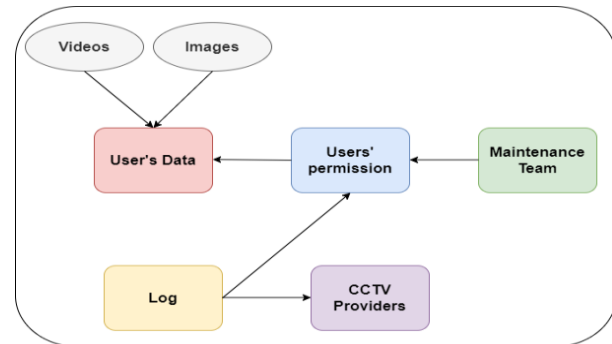 Videos
Images
User's Data
Users'
permission
Maintenance
Team
Log
CCTV
Providers